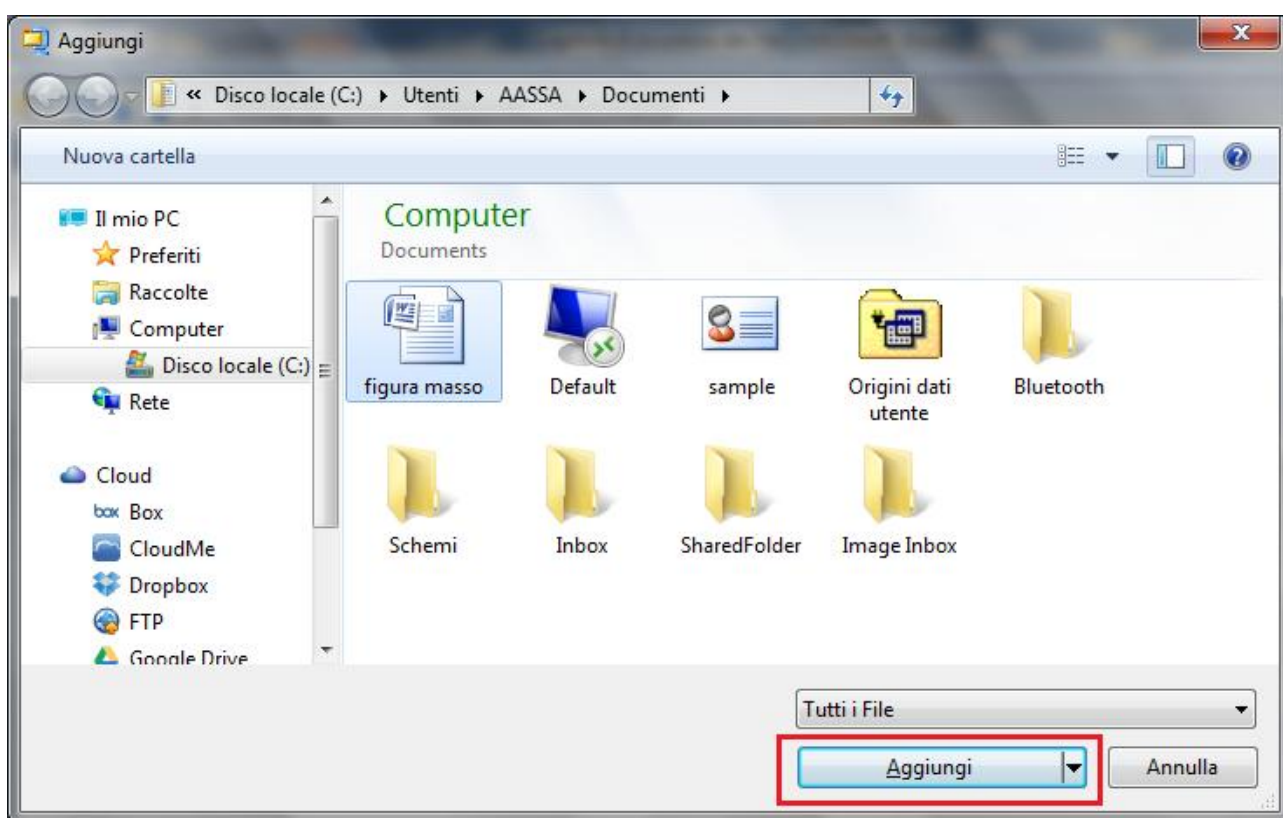 Aggiungi
« Disco locale (C:) Utenti AASSA Documenti
Nuova cartella
Il mio PC
Preferiti
Raccolte
Computer
Disco locale (C:)
Rete
Cloud
box Box
CloudMe
Dropbox
FTP
Google Drive
Computer
Documents
figura masso
Default
sample
Origini dati
utente
Bluetooth
Schemi
Inbox
SharedFolder
Image Inbox
Tutti i File
Aggiungi
Annulla